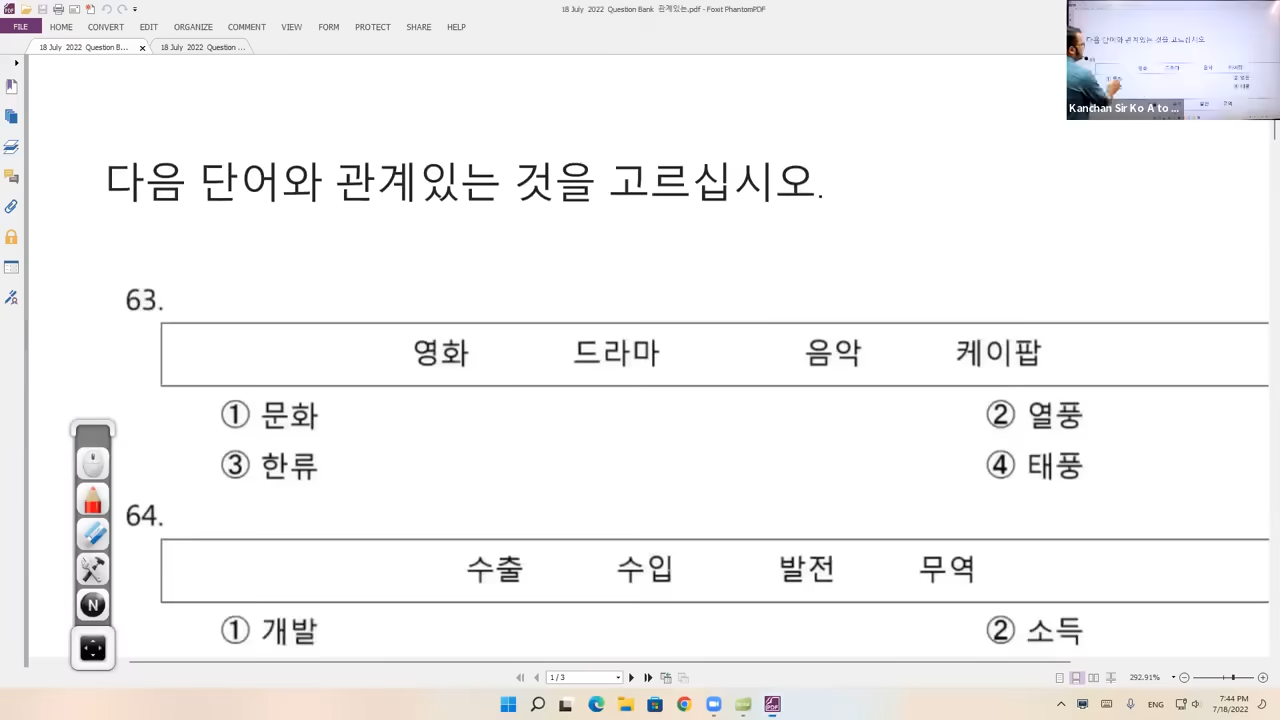 18 July 2022 Question Bank 관계있는.pdf - Foxit PhantomPDF
FILE HOME CONVERT EDIT ORGANIZE COMMENT VIEW FORM PROTECT SHARE HELP
18 July 2022 Question B... 18 July 2022 Question ...
Kanchan Sir Ko A to ...
다음 단어와 관계있는 것을 고르십시오.
63.
영화 드라마 음악 케이팝
① 문화 ② 열풍
③ 한류 ④ 태풍
64.
수출 수입 발전 무역
① 개발 ② 소득
N
1 / 3 292.91%
ENG 7:44 PM
7/18/2022